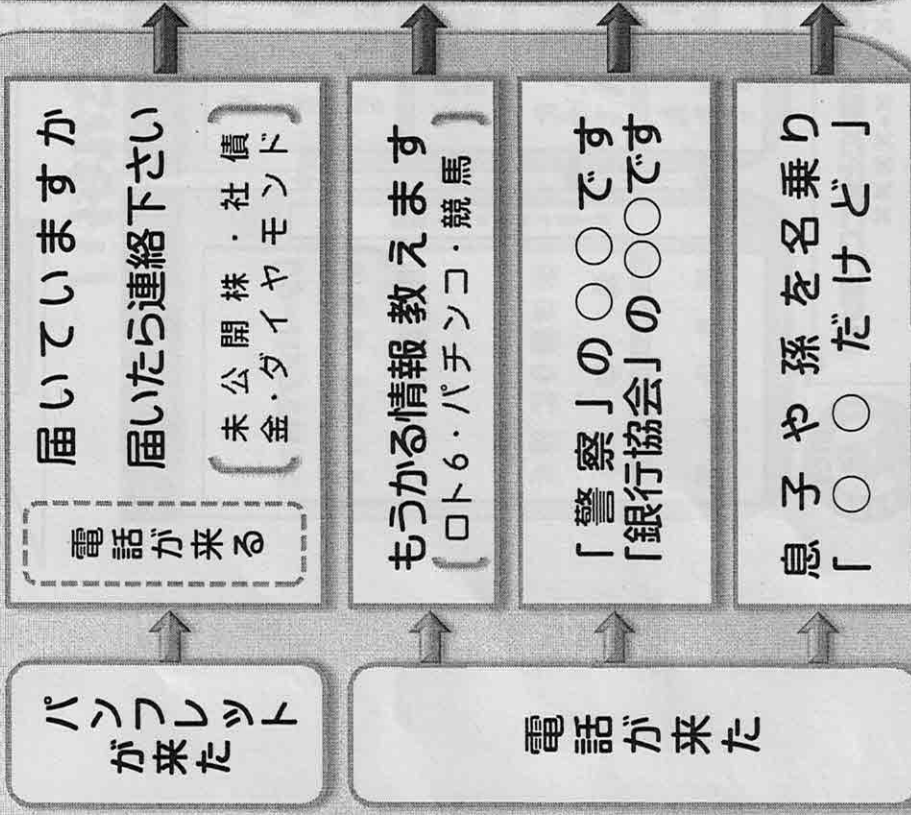 パンフレット
が来た
電話が来る
届いていますか
届いたら連絡下さい
(未公開株・社債
金・ダイヤモンド)
電話が来た
もうかる情報教えます
(ロト6・パチンコ・競馬)
「警察」の○○です
「銀行協会」の○○です
息子や孫を名乗り
「○○だけど」